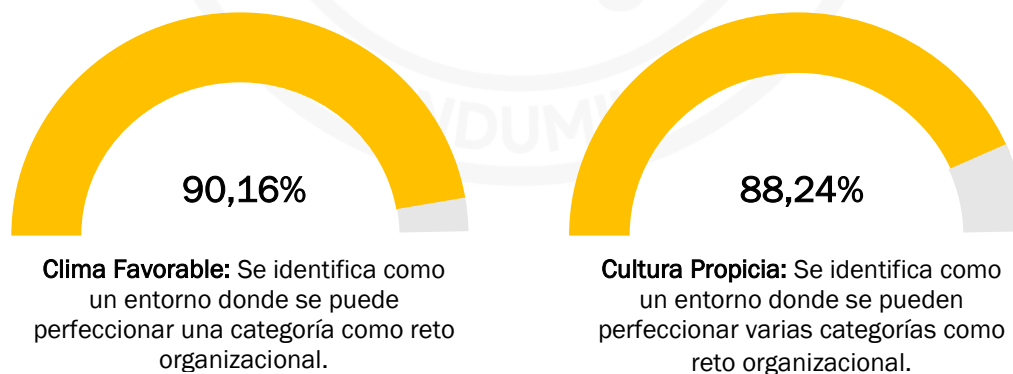 90,16%
Clima Favorable: Se identifica como
un entorno donde se puede
perfeccionar una categoría como reto
organizacional.
88,24%
Cultura Propicia: Se identifica como
un entorno donde se pueden
perfeccionar varias categorías como
reto organizacional.